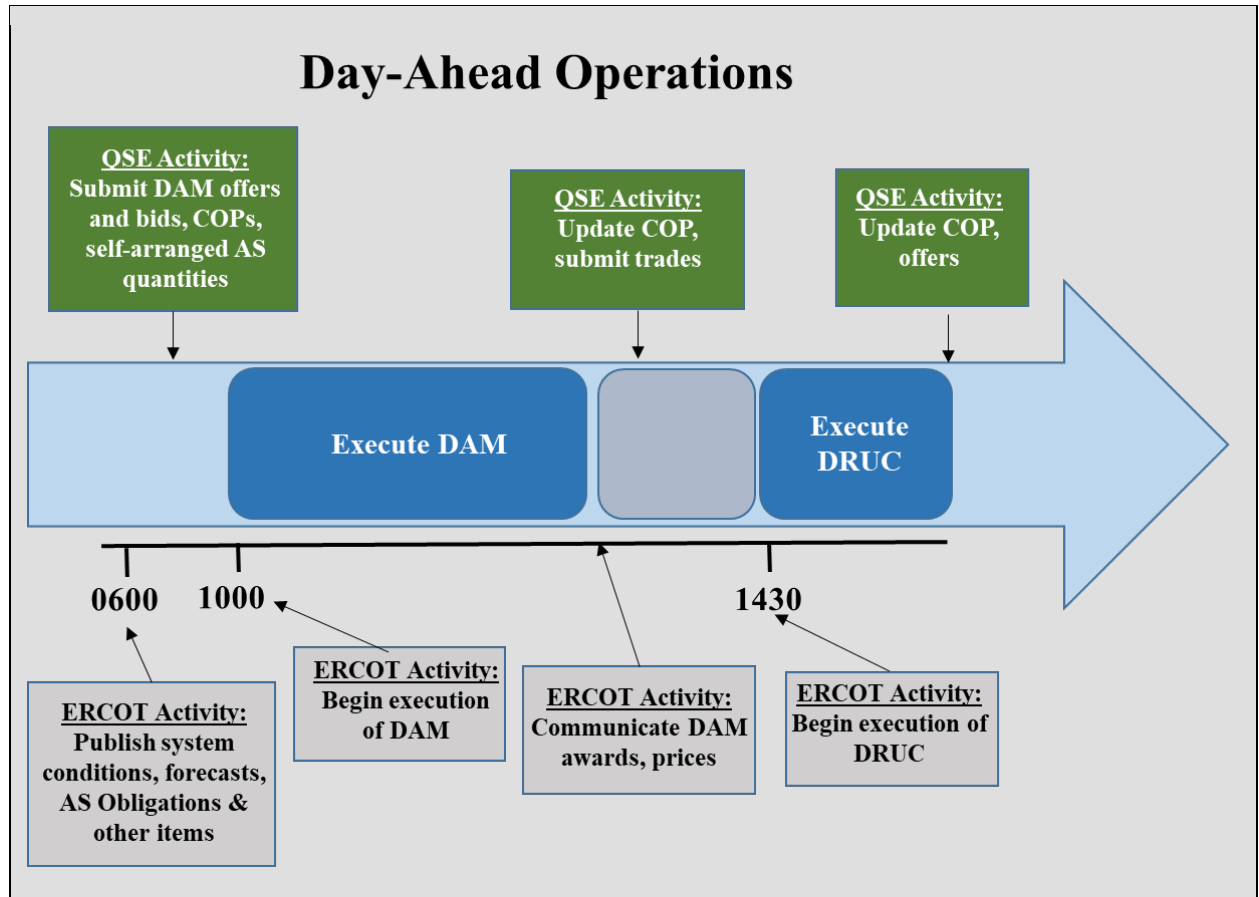 Day-Ahead Operations
QSE Activity:
Submit DAM offers
and bids, COPs,
self-arranged AS
quantities
QSE Activity:
Update COP,
submit trades
QSE Activity:
Update COP,
offers
Execute DAM
Execute
DRUC
0600
1000
1430
ERCOT Activity:
Publish system
conditions, forecasts,
AS Obligations &
other items
ERCOT Activity:
Begin execution
of DAM
ERCOT Activity:
Communicate DAM
awards, prices
ERCOT Activity:
Begin execution of
DRUC